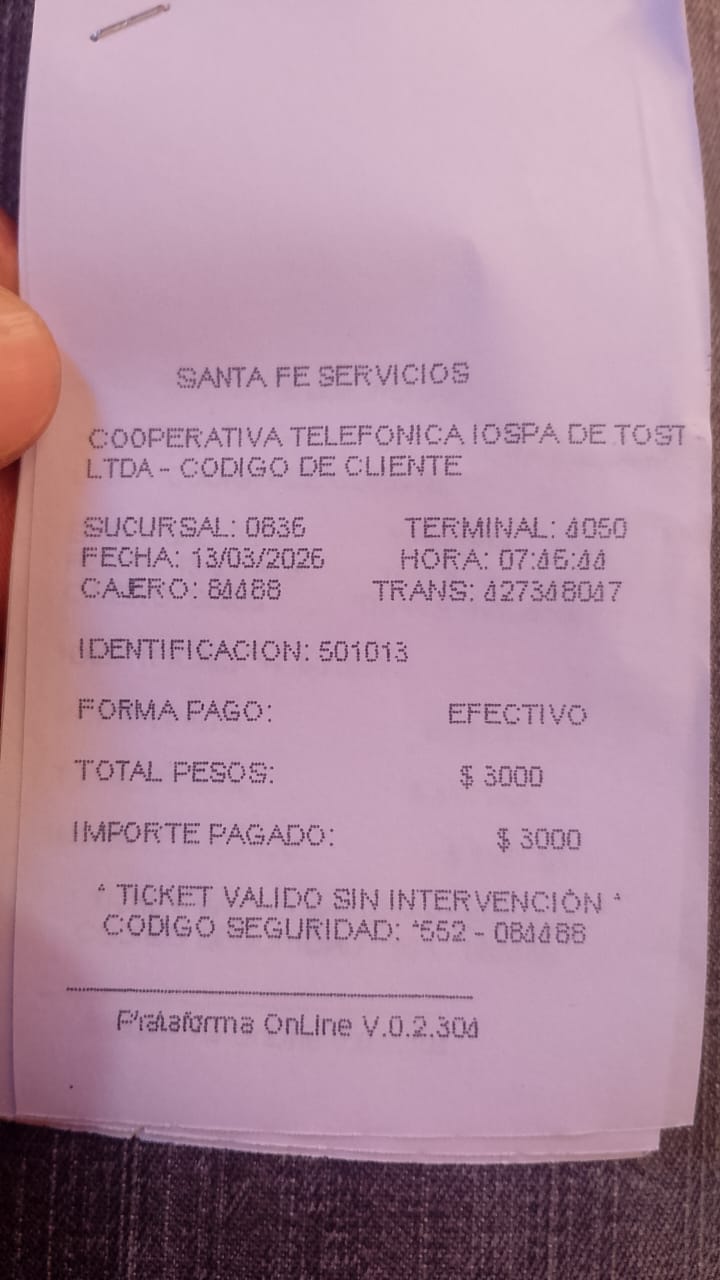 SANTA FE SERVICIOS
COOPERATIVA TELEFONICA IOSPA DE TOST
LTDA - CODIGO DE CLIENTE
SUCURSAL: 0836 TERMINAL: 4050
FECHA: 13/03/2026 HORA: 07:46:44
CAJERO: 84488 TRANS: 427348047
IDENTIFICACION: 501013
FORMA PAGO: EFECTIVO
TOTAL PESOS: $ 3000
IMPORTE PAGADO: $ 3000
* TICKET VALIDO SIN INTERVENCIÓN *
CODIGO SEGURIDAD: *552 - 084488
Plataforma OnLine V.0.2.304